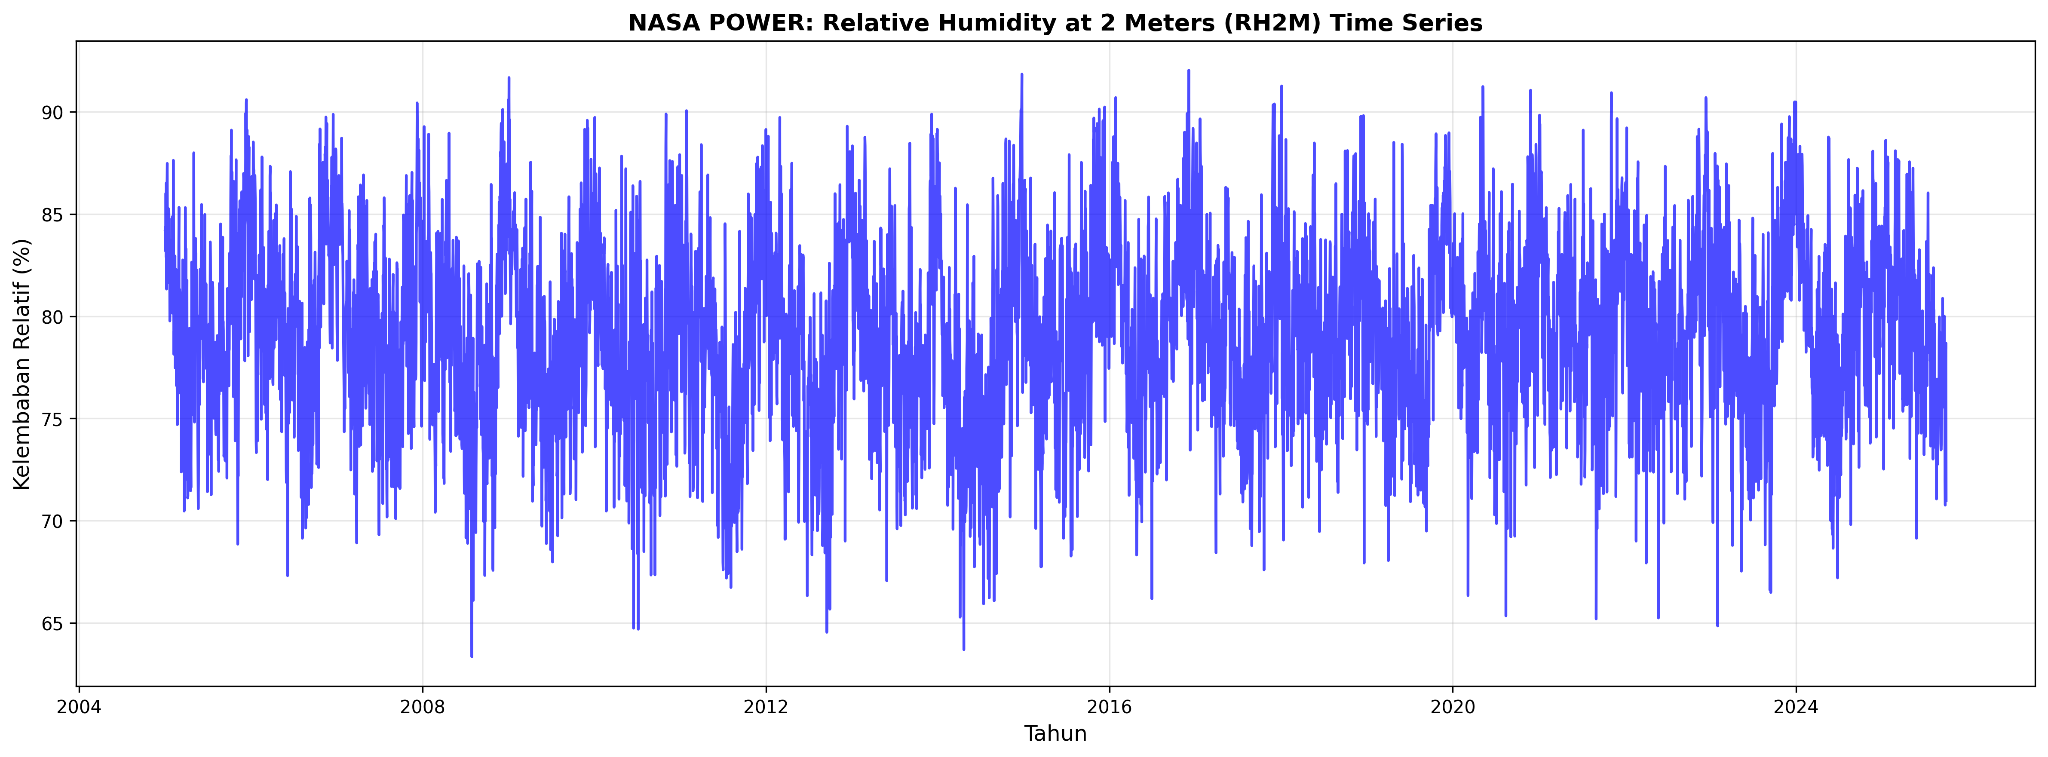 NASA POWER: Relative Humidity at 2 Meters (RH2M) Time Series
Kelembaban Relatif (%)
90
85
80
75
70
65
2004 2008 2012 2016 2020 2024
Tahun